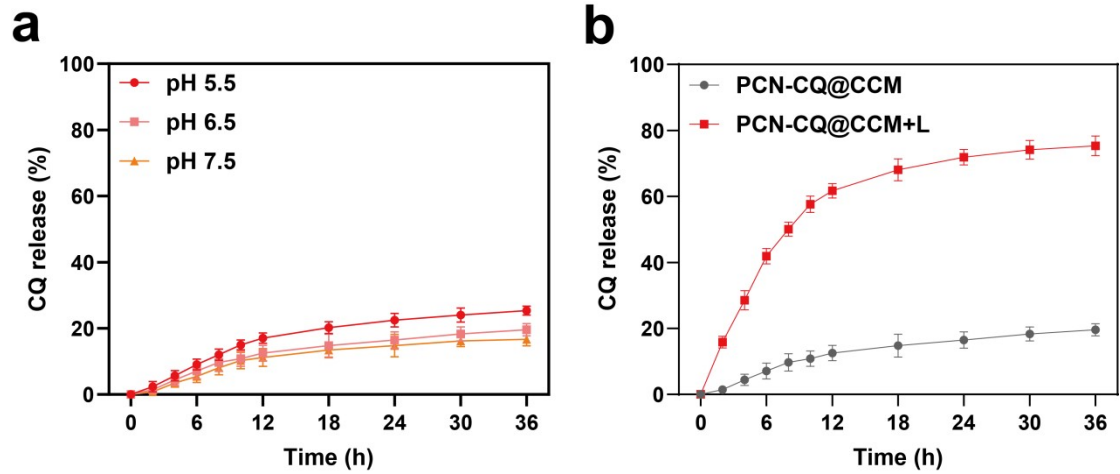 a
100
80
60
40
20
0
CQ release (%)
pH 5.5
pH 6.5
pH 7.5
0 6 12 18 24 30 36
Time (h)
b
100
80
60
40
20
0
CQ release (%)
PCN-CQ@CCM
PCN-CQ@CCM+L
0 6 12 18 24 30 36
Time (h)